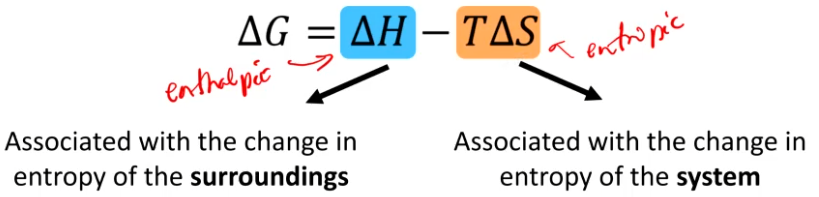 ΔG = ΔH − TΔS
enthalpic
entropic
Associated with the change in
entropy of the surroundings
Associated with the change in
entropy of the system